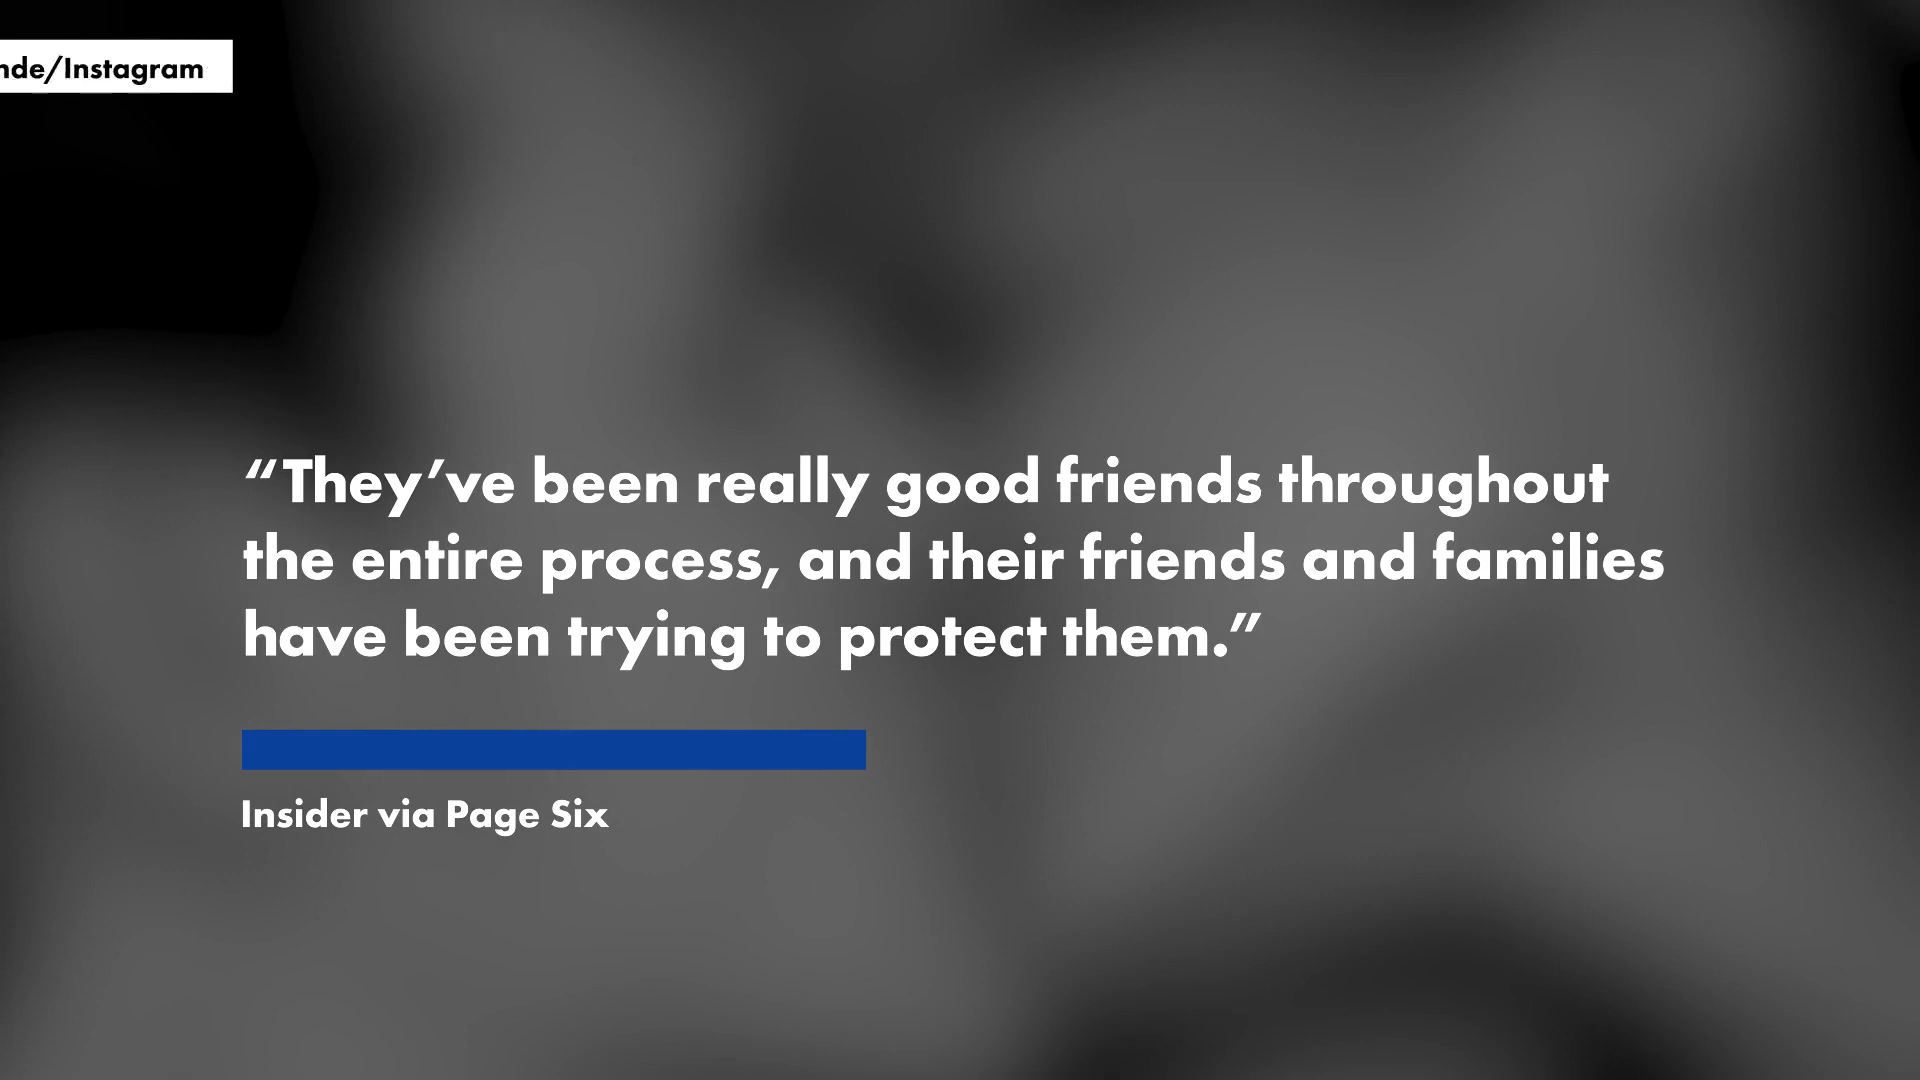 nde/Instagram
“They’ve been really good friends throughout
the entire process, and their friends and families
have been trying to protect them.”
Insider via Page Six